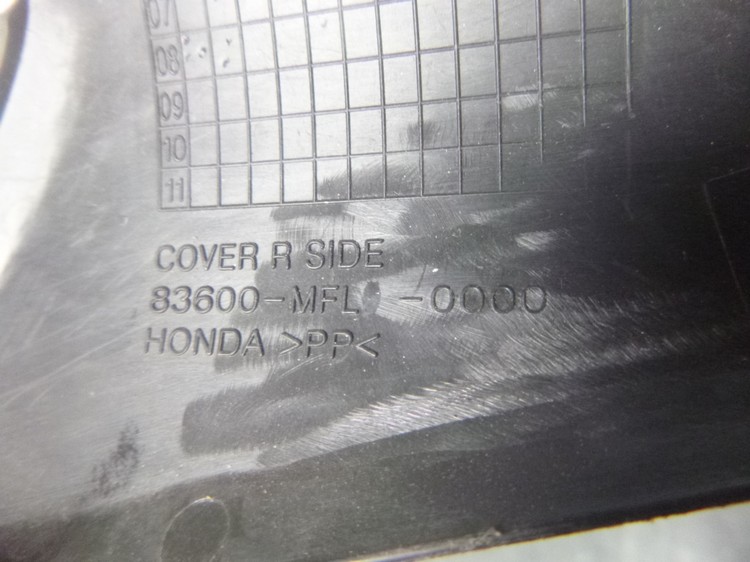 07
08
09
10
11
COVER R SIDE
83600-MFL -0000
HONDA >PP<